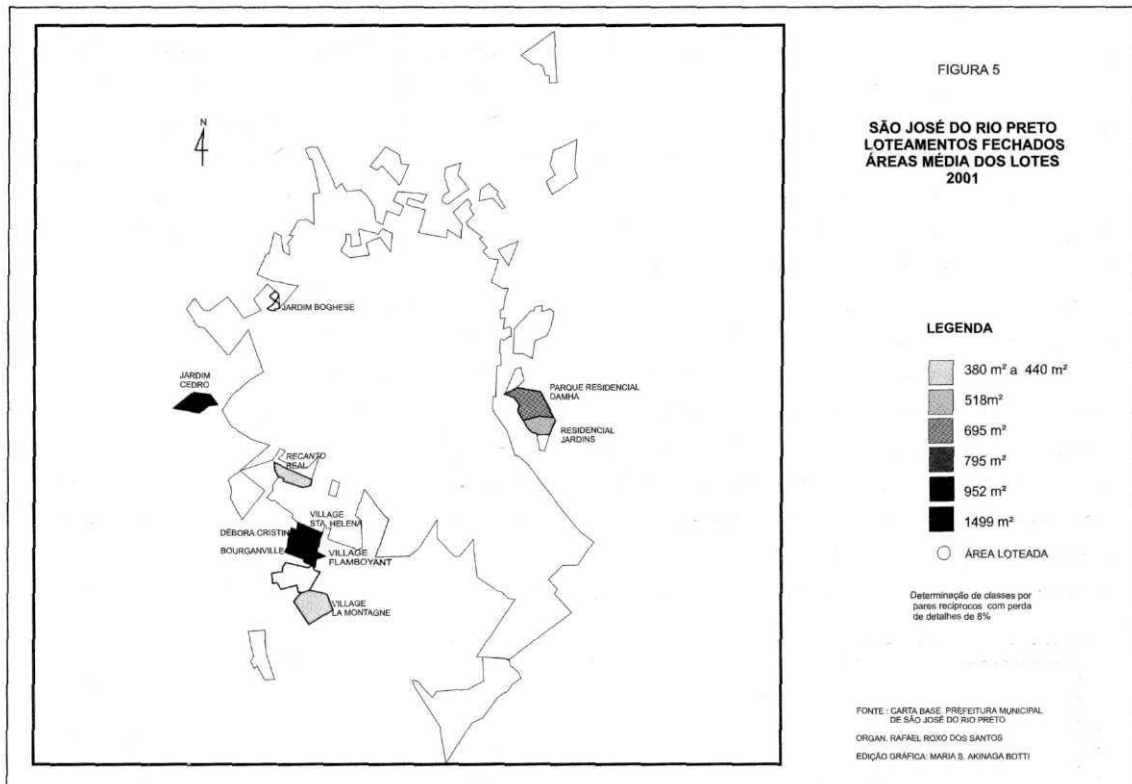 FIGURA 5
SÃO JOSÉ DO RIO PRETO
LOTEAMENTOS FECHADOS
ÁREAS MÉDIA DOS LOTES
2001
N
JARDIM BOGHESE
JARDIM
CEDRO
PARQUE RESIDENCIAL
DAMHA
RESIDENCIAL
JARDINS
RECANTO
REAL
VILLAGE
STA. HELENA
DÉBORA CRISTIN
BOURGANVILLE
VILLAGE
FLAMBOYANT
VILLAGE
LA MONTAGNE
LEGENDA
380 m² a 440 m²
518m²
695 m²
795 m²
952 m²
1499 m²
ÁREA LOTEADA
Determinação de classes por
pares recíprocos com perda
de detalhes de 8%
FONTE : CARTA BASE PREFEITURA MUNICIPAL
DE SÃO JOSÉ DO RIO PRETO
ORGAN. RAFAEL ROXO DOS SANTOS
EDIÇÃO GRÁFICA: MARIA S. AKINAGA BOTTI